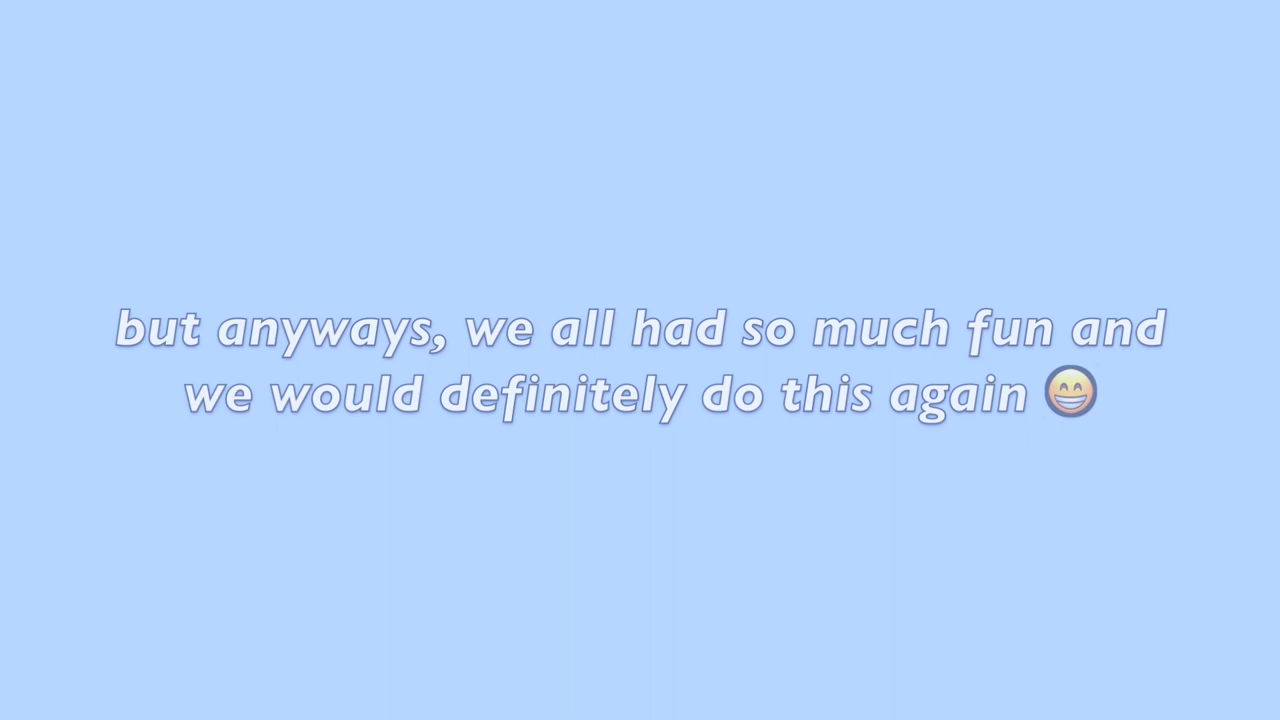 but anyways, we all had so much fun and
we would definitely do this again 😁